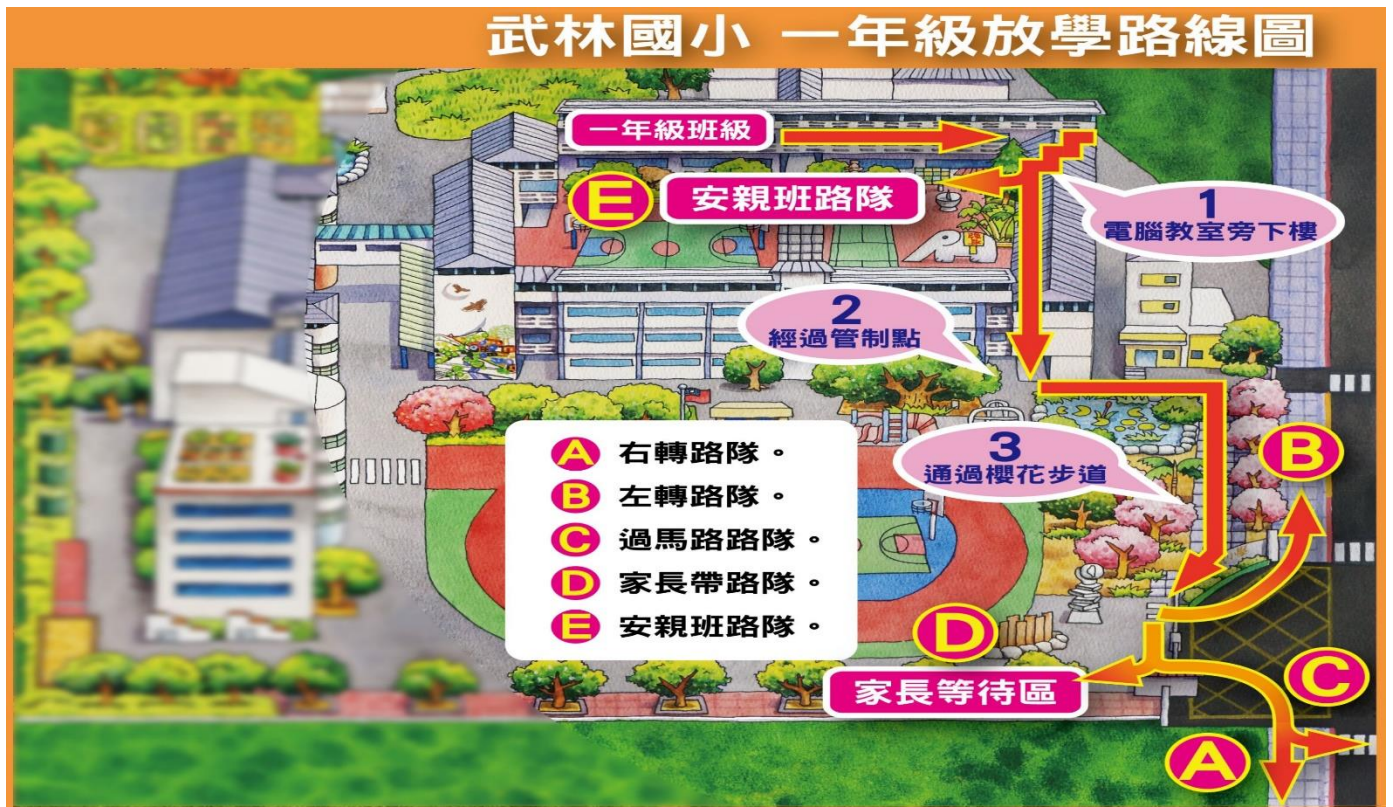 武林國小 一年級放學路線圖
一年級班級
E
安親班路隊
1
電腦教室旁下樓
2
經過管制點
3
通過櫻花步道
B
A 右轉路隊。
B 左轉路隊。
C 過馬路路隊。
D 家長帶路隊。
E 安親班路隊。
D
家長等待區
C
A